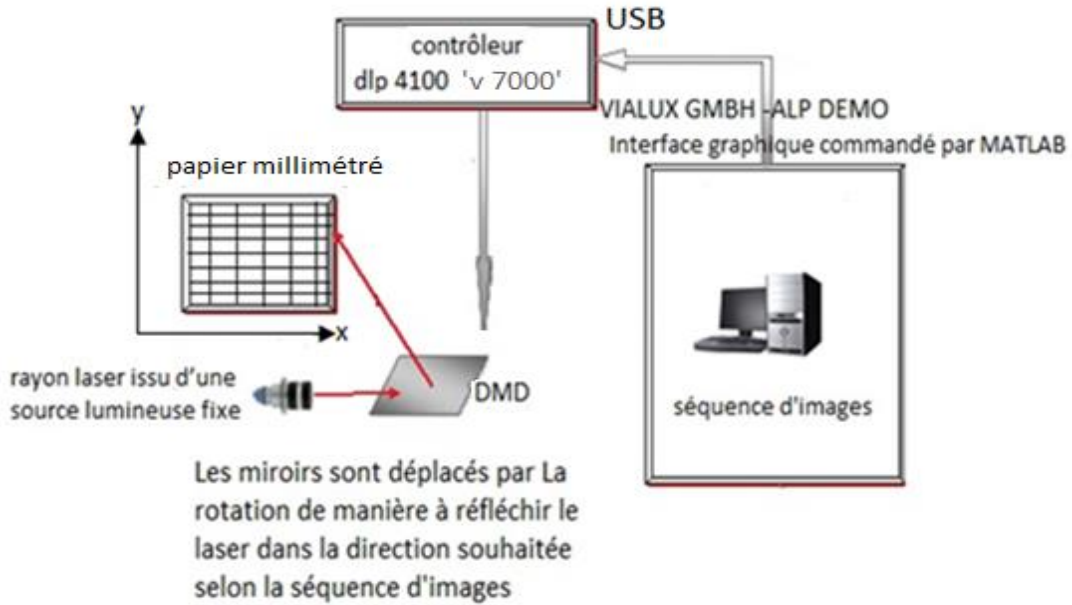 USB
contrôleur
dlp 4100 'v 7000'
VIALUX GMBH -ALP DEMO
Interface graphique commandé par MATLAB
y
papier millimétré
x
rayon laser issu d'une
source lumineuse fixe
DMD
séquence d'images
Les miroirs sont déplacés par La
rotation de manière à réfléchir le
laser dans la direction souhaitée
selon la séquence d'images